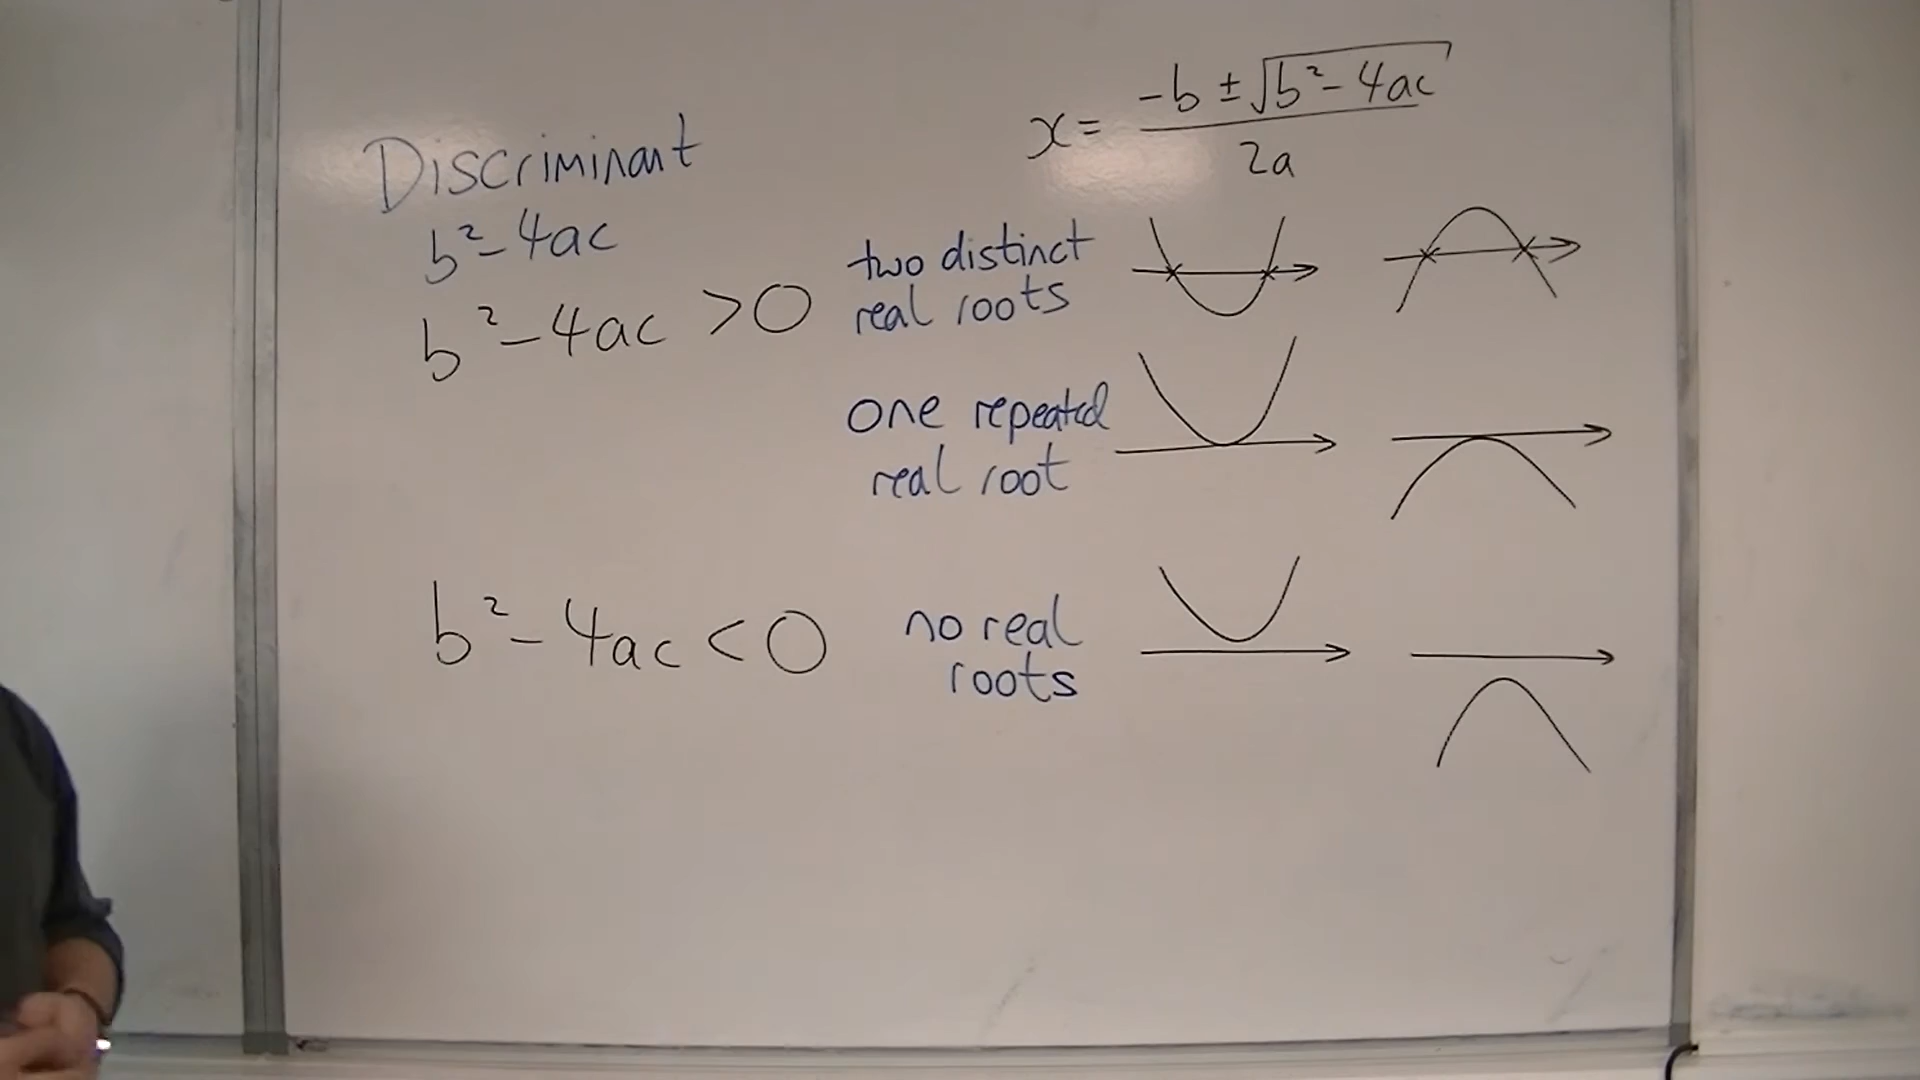 x = -b ± √b² - 4ac / 2a
Discriminant
b² - 4ac
b² - 4ac > 0
two distinct
real roots
one repeated
real root
b² - 4ac < 0
no real
roots